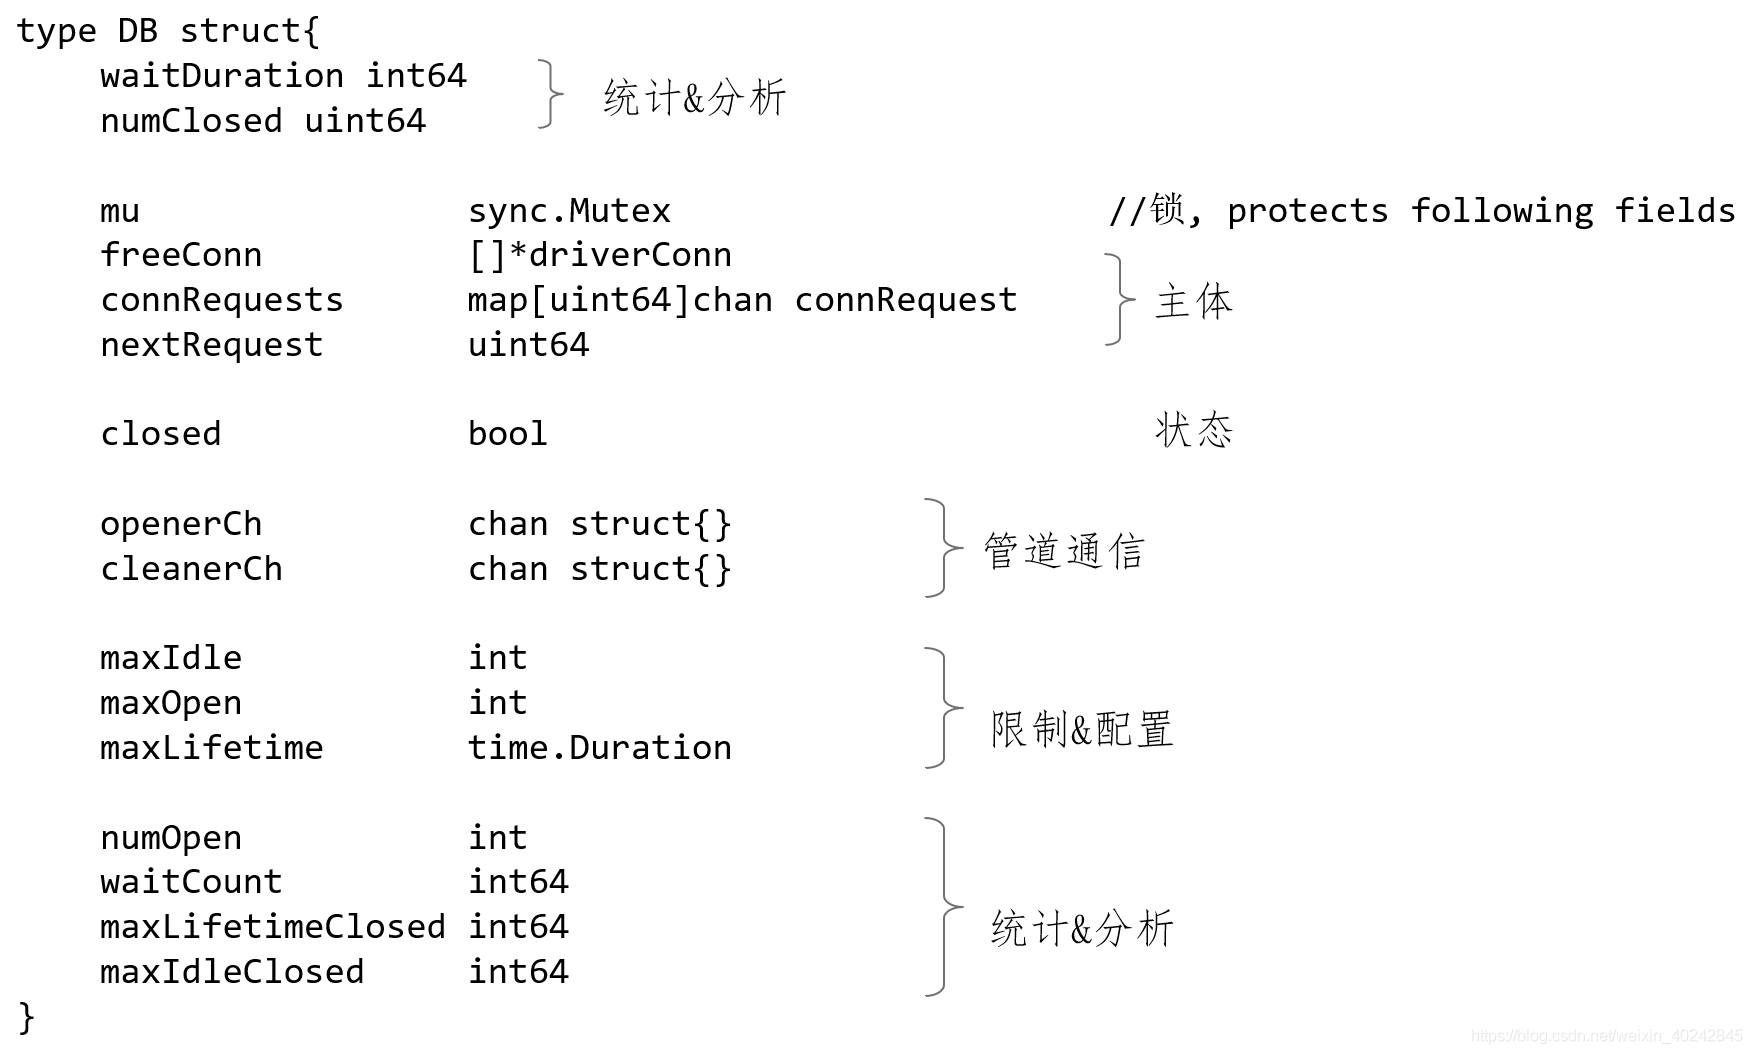 type DB struct{
waitDuration int64
numClosed uint64
统计&分析
mu sync.Mutex //锁, protects following fields
freeConn []*driverConn
connRequests map[uint64]chan connRequest
nextRequest uint64
主体
closed bool 状态
openerCh chan struct{}
cleanerCh chan struct{}
管道通信
maxIdle int
maxOpen int
maxLifetime time.Duration
限制&配置
numOpen int
waitCount int64
maxLifetimeClosed int64
maxIdleClosed int64
统计&分析
}
https://blog.csdn.net/weixin_40242845